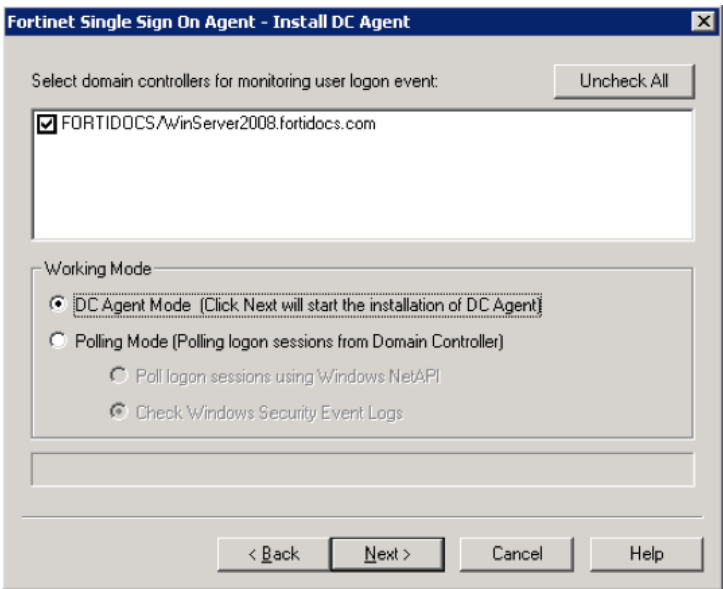 Fortinet Single Sign On Agent - Install DC Agent
Select domain controllers for monitoring user logon event:
Uncheck All
FORTIDOCS/WinServer2008.fortidocs.com
Working Mode
DC Agent Mode (Click Next will start the installation of DC Agent)
Polling Mode (Polling logon sessions from Domain Controller)
Poll logon sessions using Windows NetAPI
Check Windows Security Event Logs
< Back
Next >
Cancel
Help